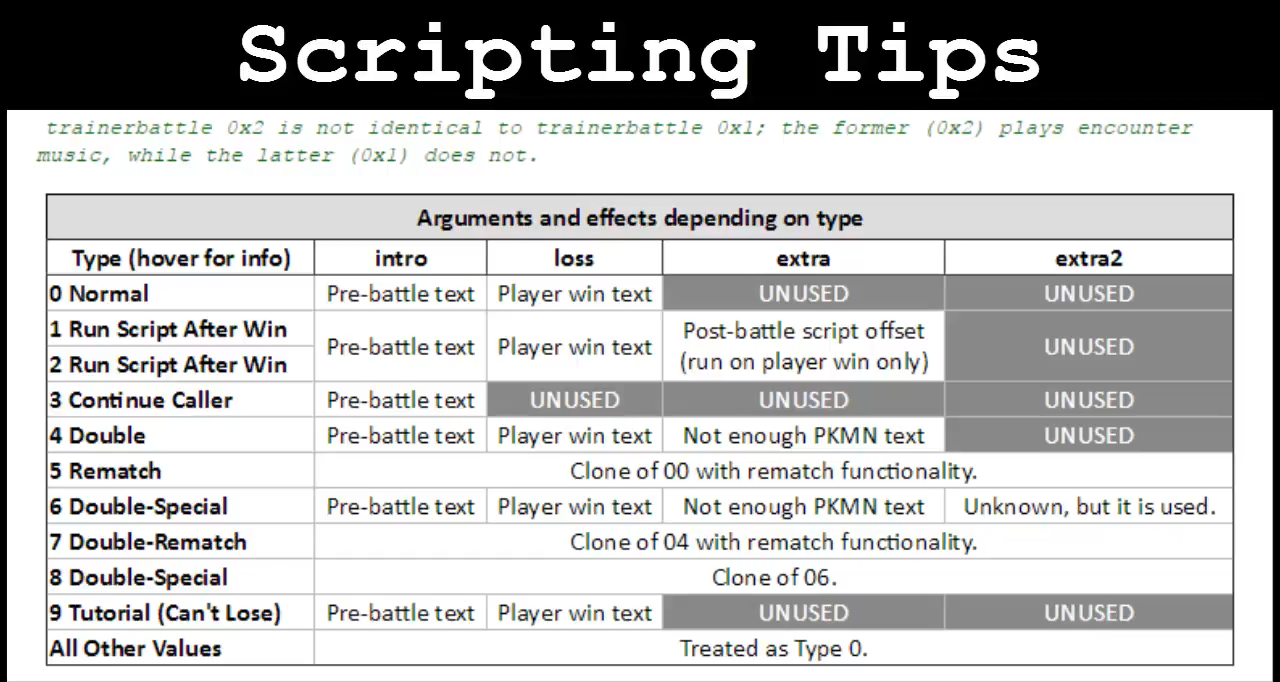 Scripting Tips
trainerbattle 0x2 is not identical to trainerbattle 0x1; the former (0x2) plays encounter
music, while the latter (0x1) does not.
Arguments and effects depending on type
Type (hover for info) intro loss extra extra2
0 Normal Pre-battle text Player win text UNUSED UNUSED
1 Run Script After Win
2 Run Script After Win
Pre-battle text Player win text
Post-battle script offset
(run on player win only)
UNUSED
3 Continue Caller Pre-battle text UNUSED UNUSED UNUSED
4 Double Pre-battle text Player win text Not enough PKMN text UNUSED
5 Rematch Clone of 00 with rematch functionality.
6 Double-Special Pre-battle text Player win text Not enough PKMN text Unknown, but it is used.
7 Double-Rematch Clone of 04 with rematch functionality.
8 Double-Special Clone of 06.
9 Tutorial (Can't Lose) Pre-battle text Player win text UNUSED UNUSED
All Other Values Treated as Type 0.